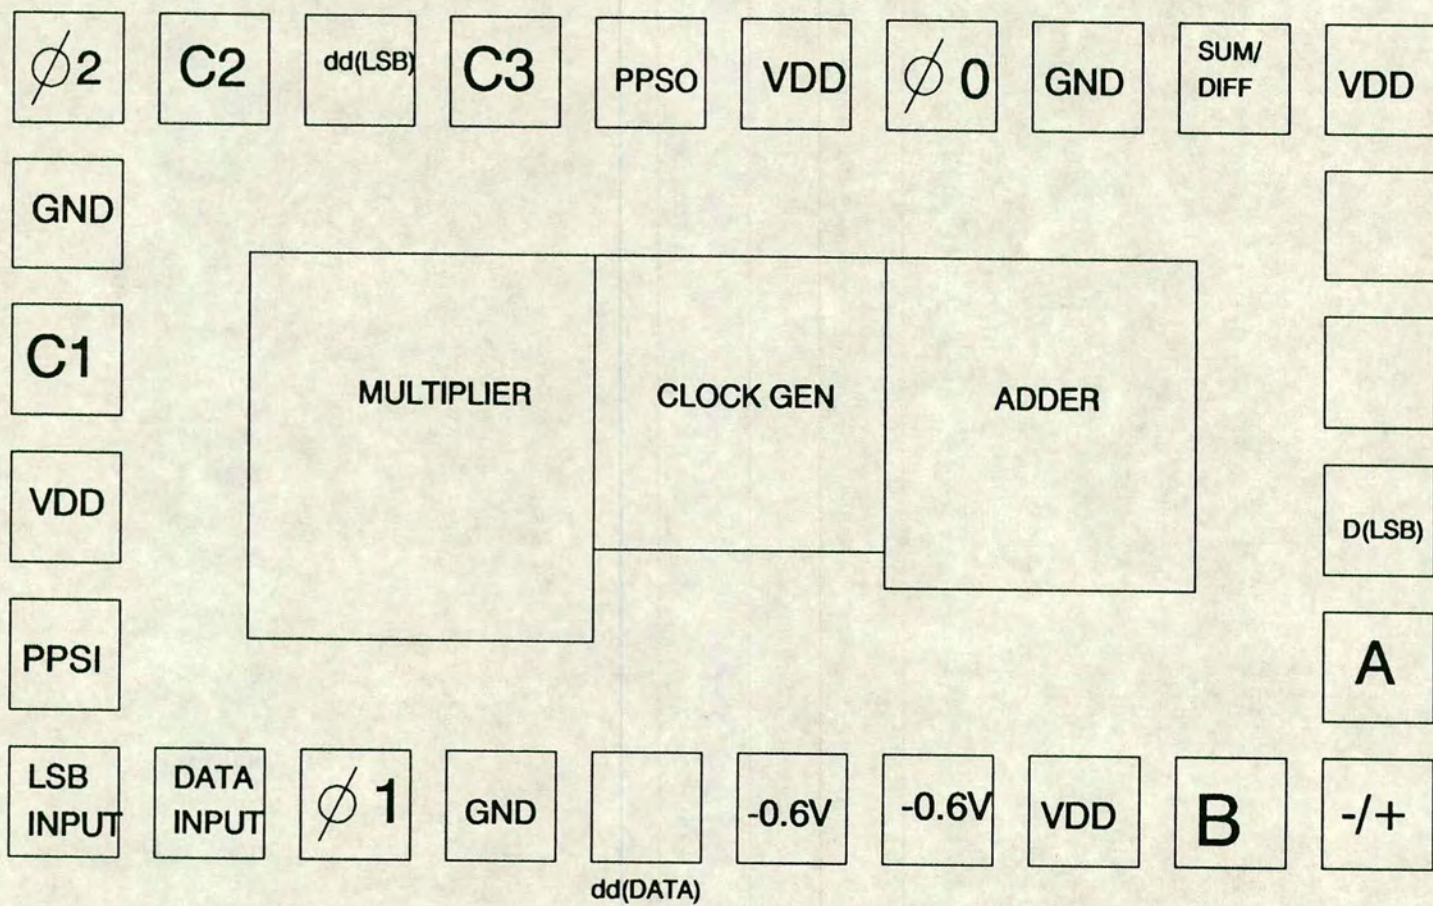 ∅2
C2
dd(LSB)
C3
PPSO
VDD
∅ 0
GND
SUM/
DIFF
VDD
GND
C1
MULTIPLIER
CLOCK GEN
ADDER
VDD
D(LSB)
PPSI
A
LSB
INPUT
DATA
INPUT
∅ 1
GND
-0.6V
-0.6V
VDD
B
-/+
dd(DATA)